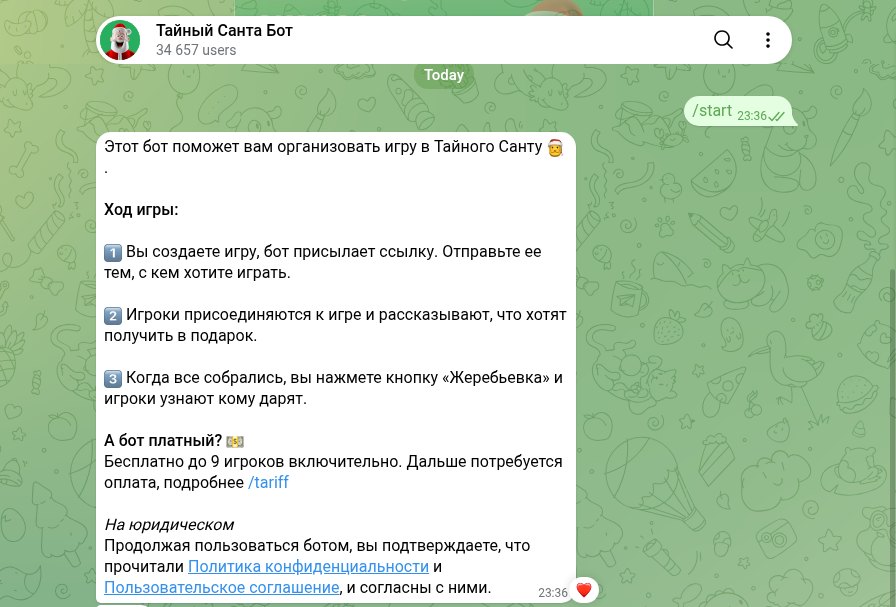 Тайный Санта Бот
34 657 users
Today
/start 23:36
Этот бот поможет вам организовать игру в Тайного Санту 🎅
.
Ход игры:
1️⃣ Вы создаете игру, бот присылает ссылку. Отправьте ее
тем, с кем хотите играть.
2️⃣ Игроки присоединяются к игре и рассказывают, что хотят
получить в подарок.
3️⃣ Когда все собрались, вы нажмете кнопку «Жеребьевка» и
игроки узнают кому дарят.
А бот платный? 💵
Бесплатно до 9 игроков включительно. Дальше потребуется
оплата, подробнее /tariff
На юридическом
Продолжая пользоваться ботом, вы подтверждаете, что
прочитали Политика конфиденциальности и
Пользовательское соглашение, и согласны с ними.
23:36 ❤️